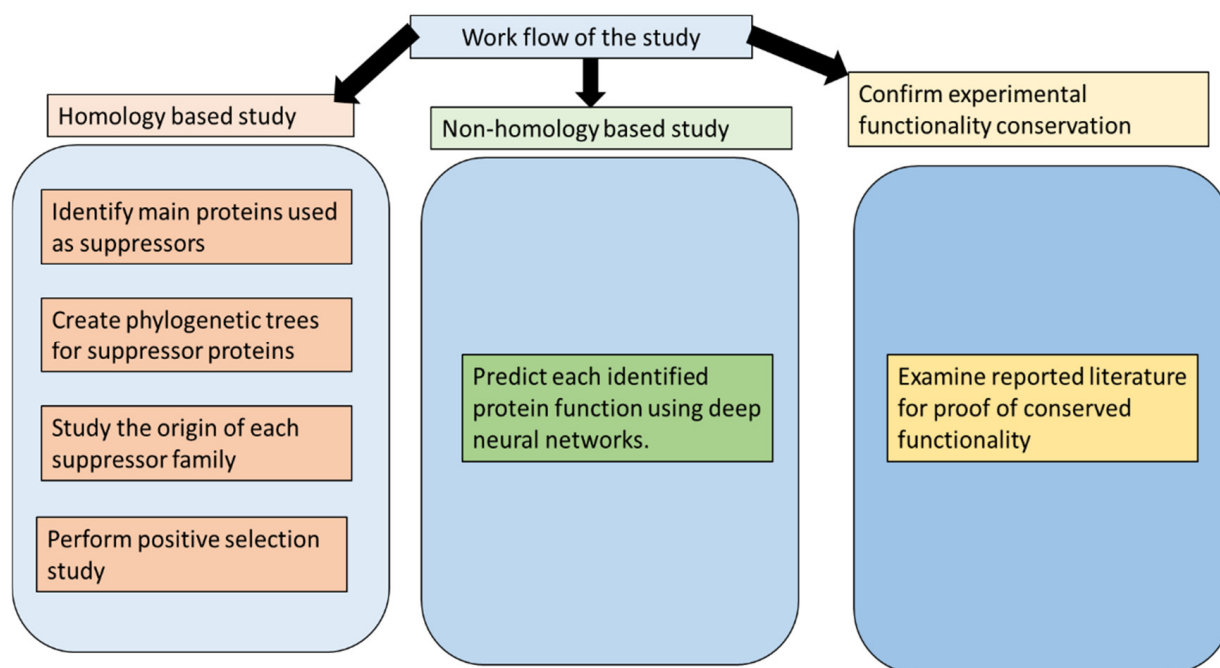 Work flow of the study
Homology based study
Identify main proteins used
as suppressors
Create phylogenetic trees
for suppressor proteins
Study the origin of each
suppressor family
Perform positive selection
study
Non-homology based study
Predict each identified
protein function using deep
neural networks.
Confirm experimental
functionality conservation
Examine reported literature
for proof of conserved
functionality